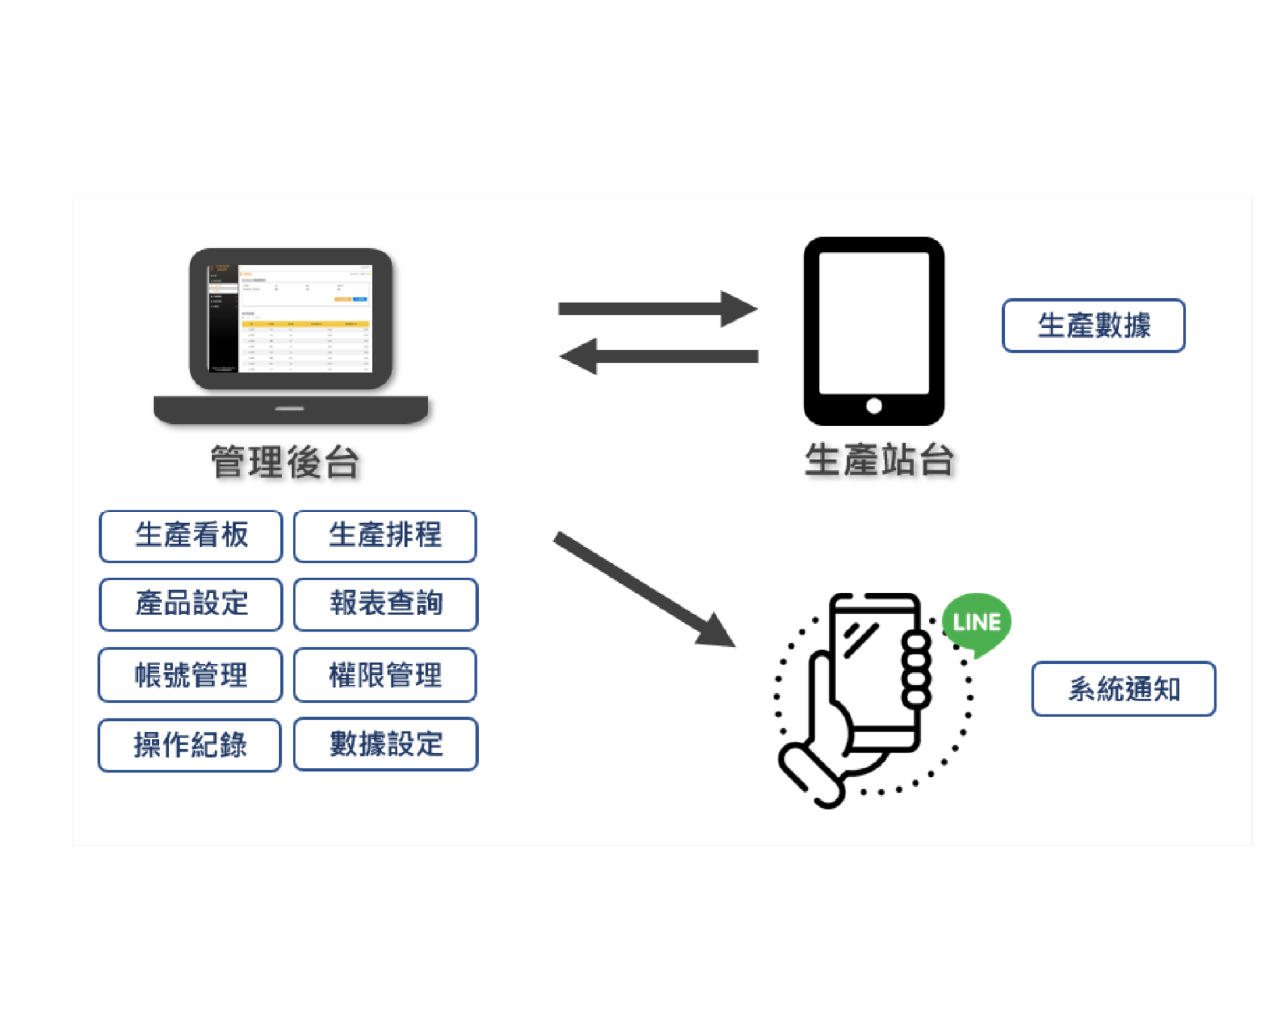 管理後台
生產看板
生產排程
產品設定
報表查詢
帳號管理
權限管理
操作紀錄
數據設定
生產站台
生產數據
LINE
系統通知